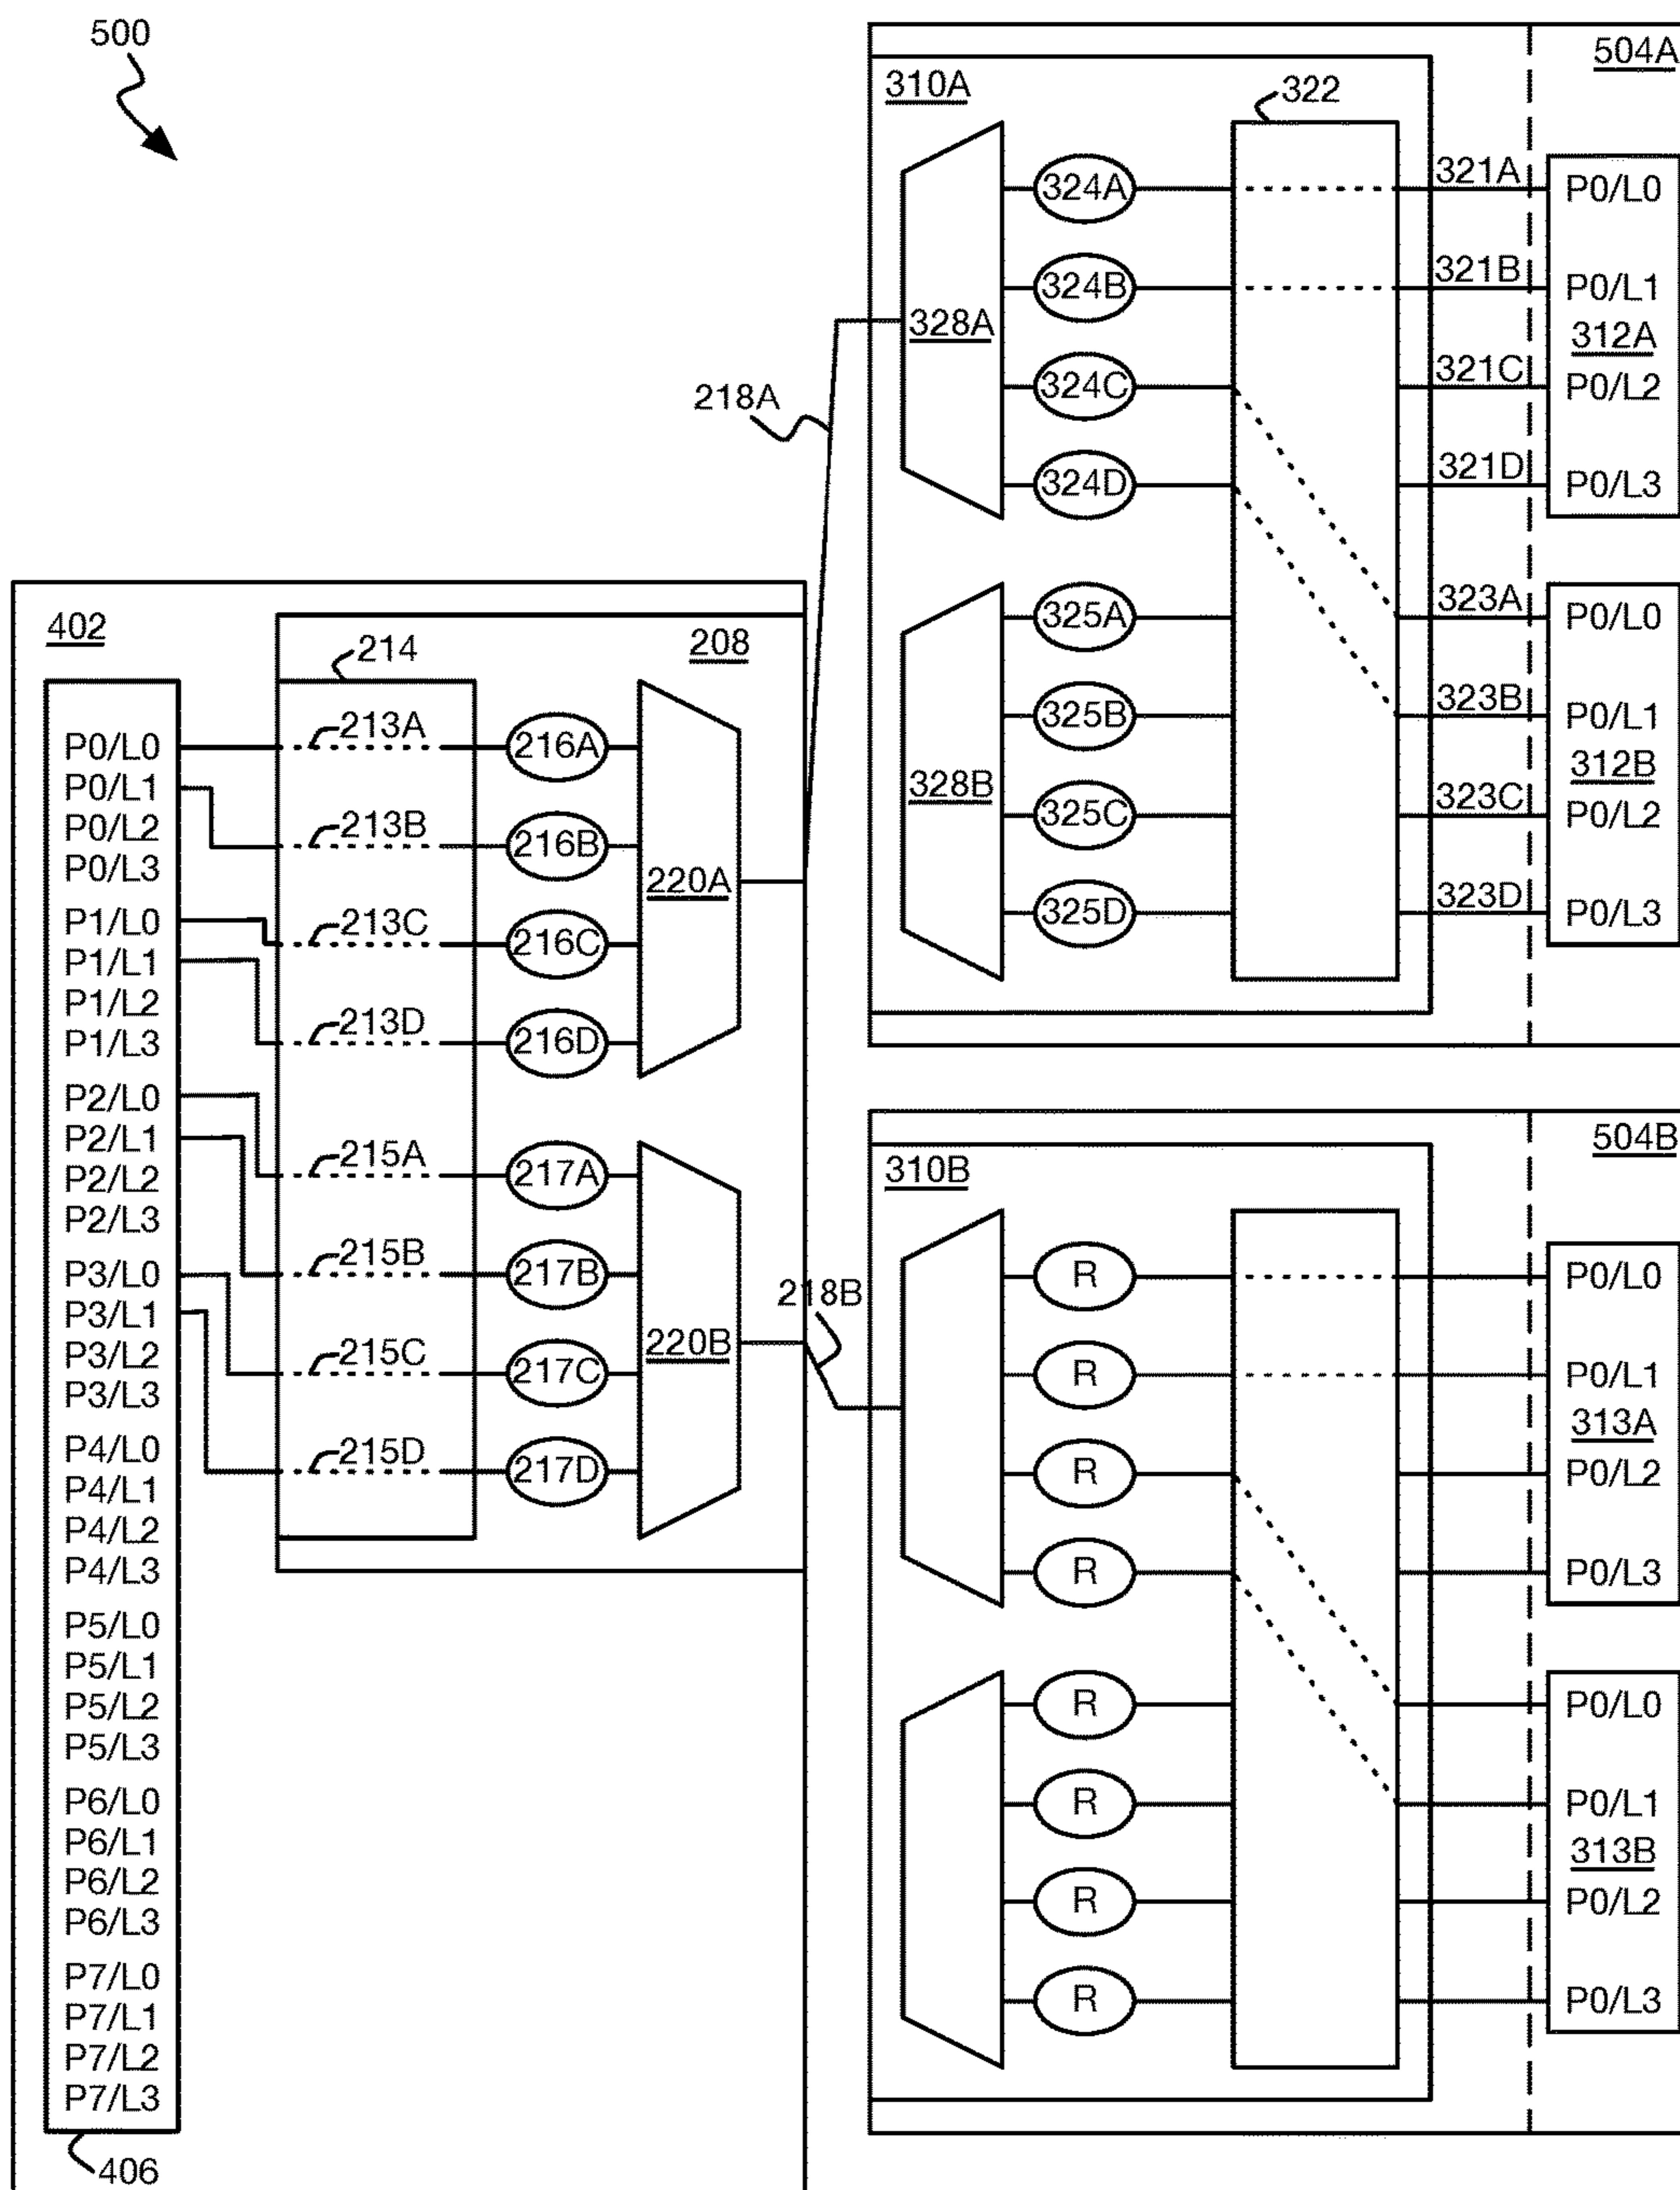 500
402
P0/L0
P0/L1
P0/L2
P0/L3
P1/L0
P1/L1
P1/L2
P1/L3
P2/L0
P2/L1
P2/L2
P2/L3
P3/L0
P3/L1
P3/L2
P3/L3
P4/L0
P4/L1
P4/L2
P4/L3
P5/L0
P5/L1
P5/L2
P5/L3
P6/L0
P6/L1
P6/L2
P6/L3
P7/L0
P7/L1
P7/L2
P7/L3
406
214
208
213A
213B
213C
213D
215A
215B
215C
215D
216A
216B
216C
216D
217A
217B
217C
217D
220A
220B
218A
218B
310A
322
504A
328A
324A
324B
324C
324D
328B
325A
325B
325C
325D
321A
321B
321C
321D
323A
323B
323C
323D
P0/L0
P0/L1
312A
P0/L2
P0/L3
P0/L0
P0/L1
312B
P0/L2
P0/L3
310B
504B
R
R
R
R
R
R
R
R
P0/L0
P0/L1
313A
P0/L2
P0/L3
P0/L0
P0/L1
313B
P0/L2
P0/L3